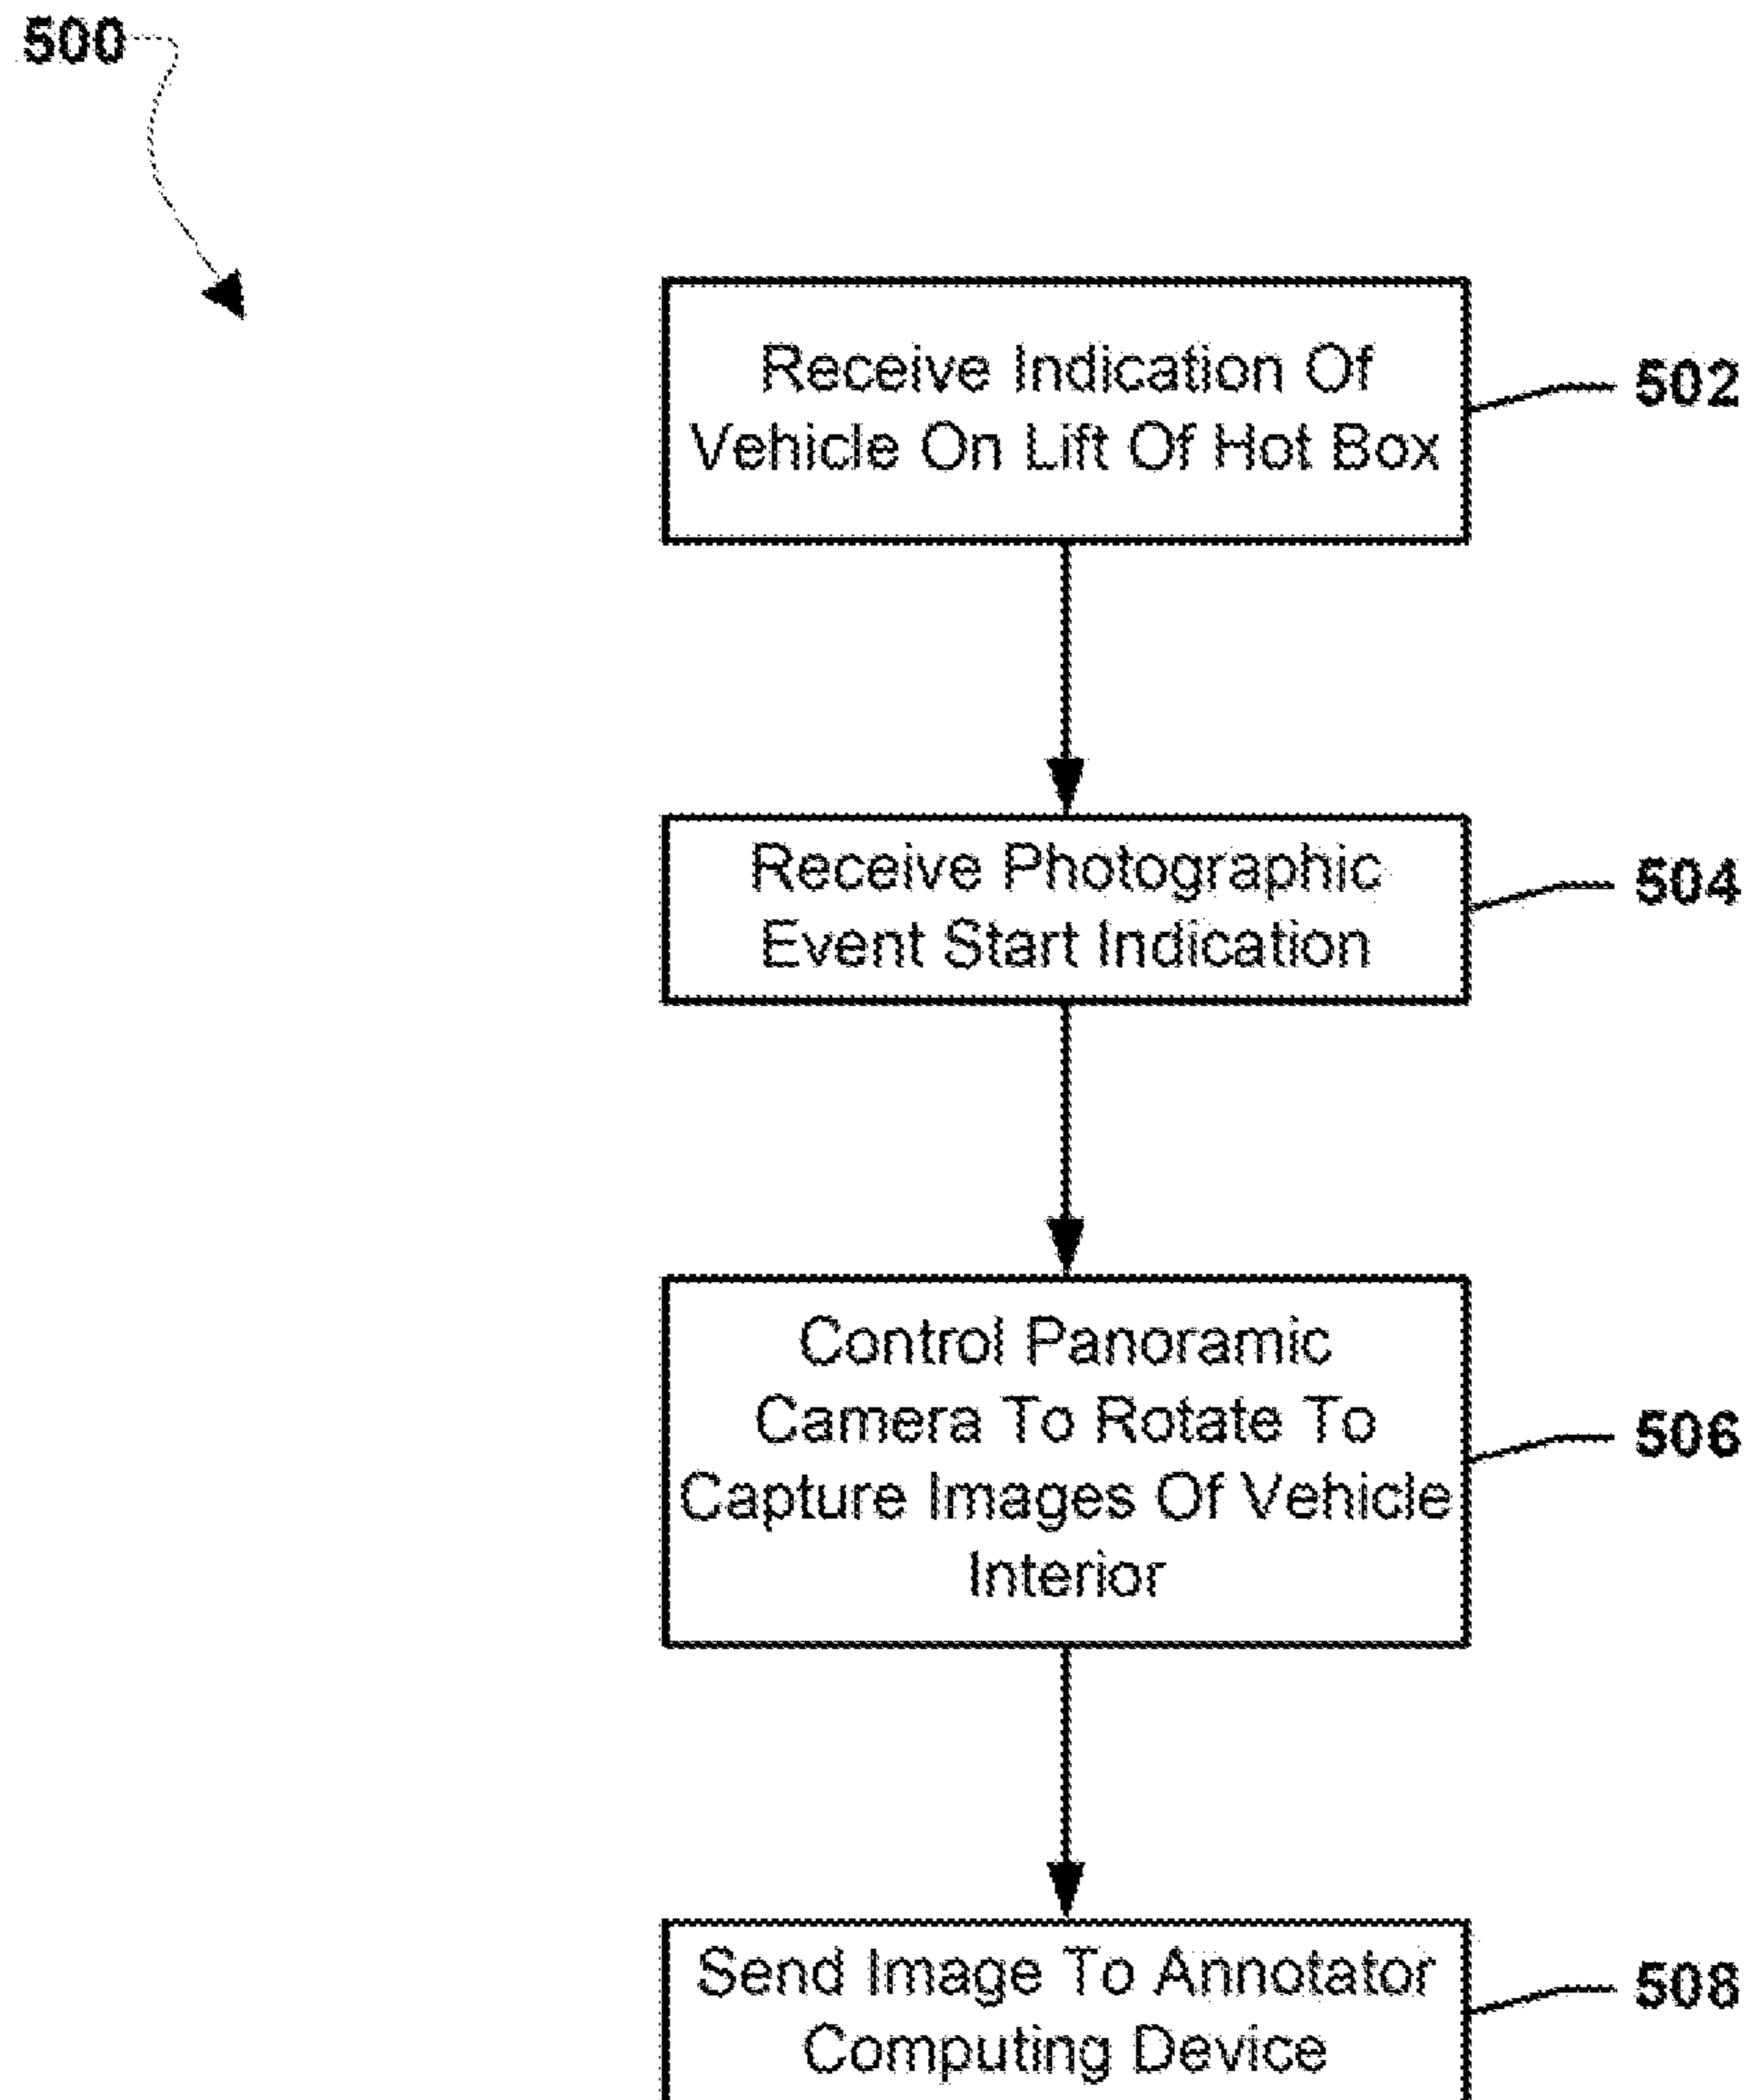 500
Receive Indication Of
Vehicle On Lift Of Hot Box
502
Receive Photographic
Event Start Indication
504
Control Panoramic
Camera To Rotate To
Capture Images Of Vehicle
Interior
506
Send Image To Annotator
Computing Device
508